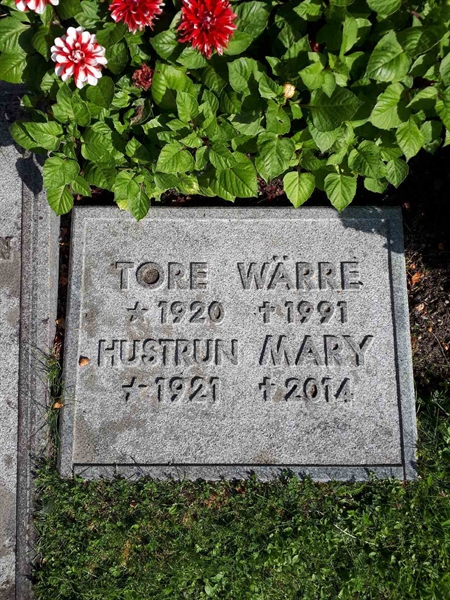 TORE WÄRRE
★ 1920 ✝ 1991
HUSTRUN MARY
★ 1921 ✝ 2014